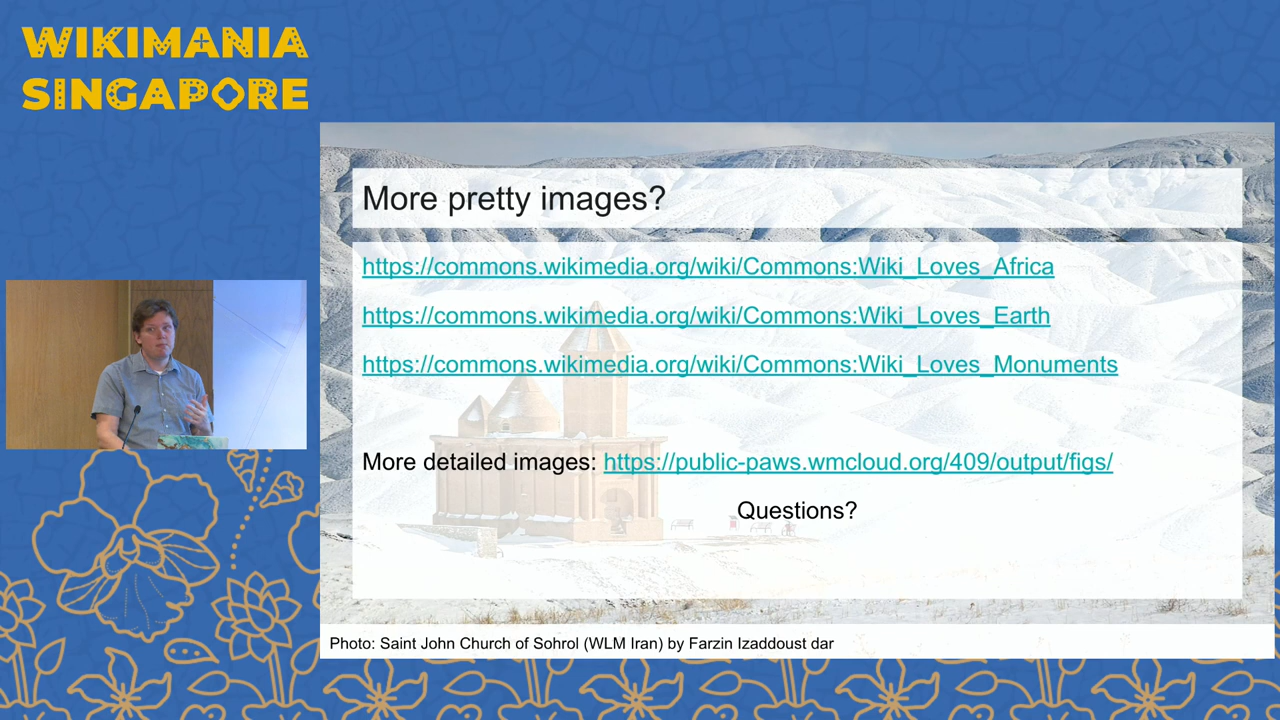 WIKIMANIA
SINGAPORE
More pretty images?
https://commons.wikimedia.org/wiki/Commons:Wiki_Loves_Africa
https://commons.wikimedia.org/wiki/Commons:Wiki_Loves_Earth
https://commons.wikimedia.org/wiki/Commons:Wiki_Loves_Monuments
More detailed images: https://public-paws.wmcloud.org/409/output/figs/
Questions?
Photo: Saint John Church of Sohrol (WLM Iran) by Farzin Izaddoust dar